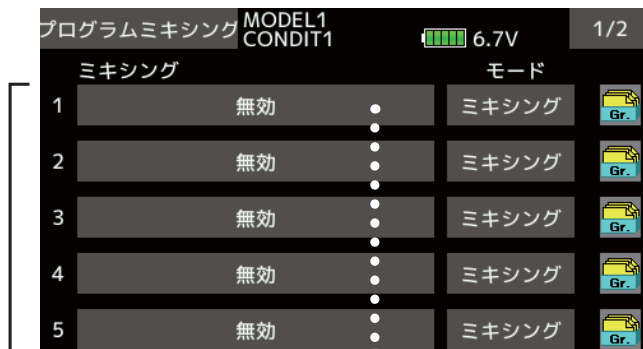 プログラムミキシング MODEL1 CONDIT1 6.7V 1/2
ミキシング モード
1 無効 ミキシング Gr.
2 無効 ミキシング Gr.
3 無効 ミキシング Gr.
4 無効 ミキシング Gr.
5 無効 ミキシング Gr.